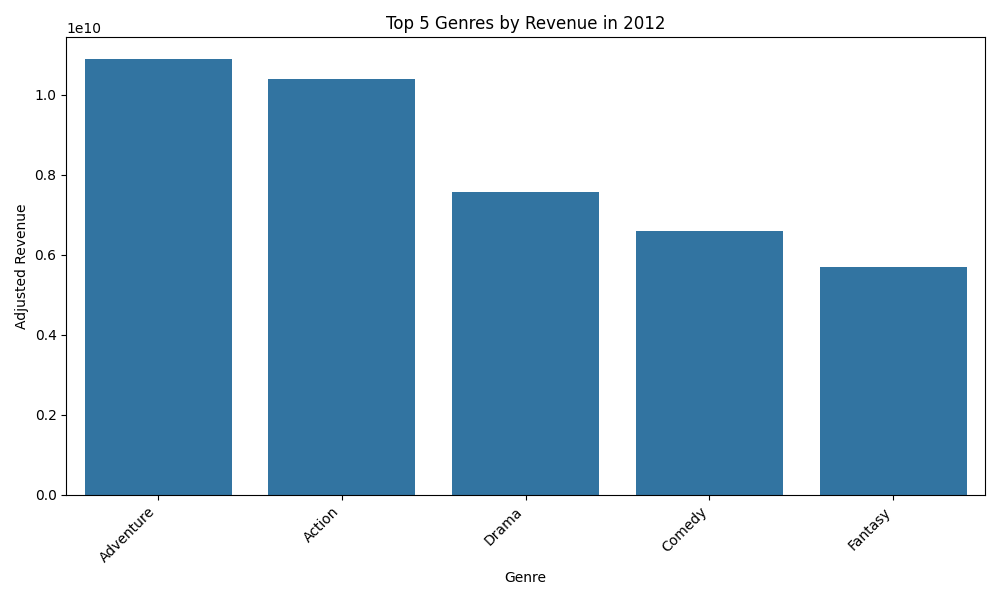 Top 5 Genres by Revenue in 2012
1e10
1.0
0.8
0.6
0.4
0.2
0.0
Adjusted Revenue
Adventure
Action
Drama
Comedy
Fantasy
Genre